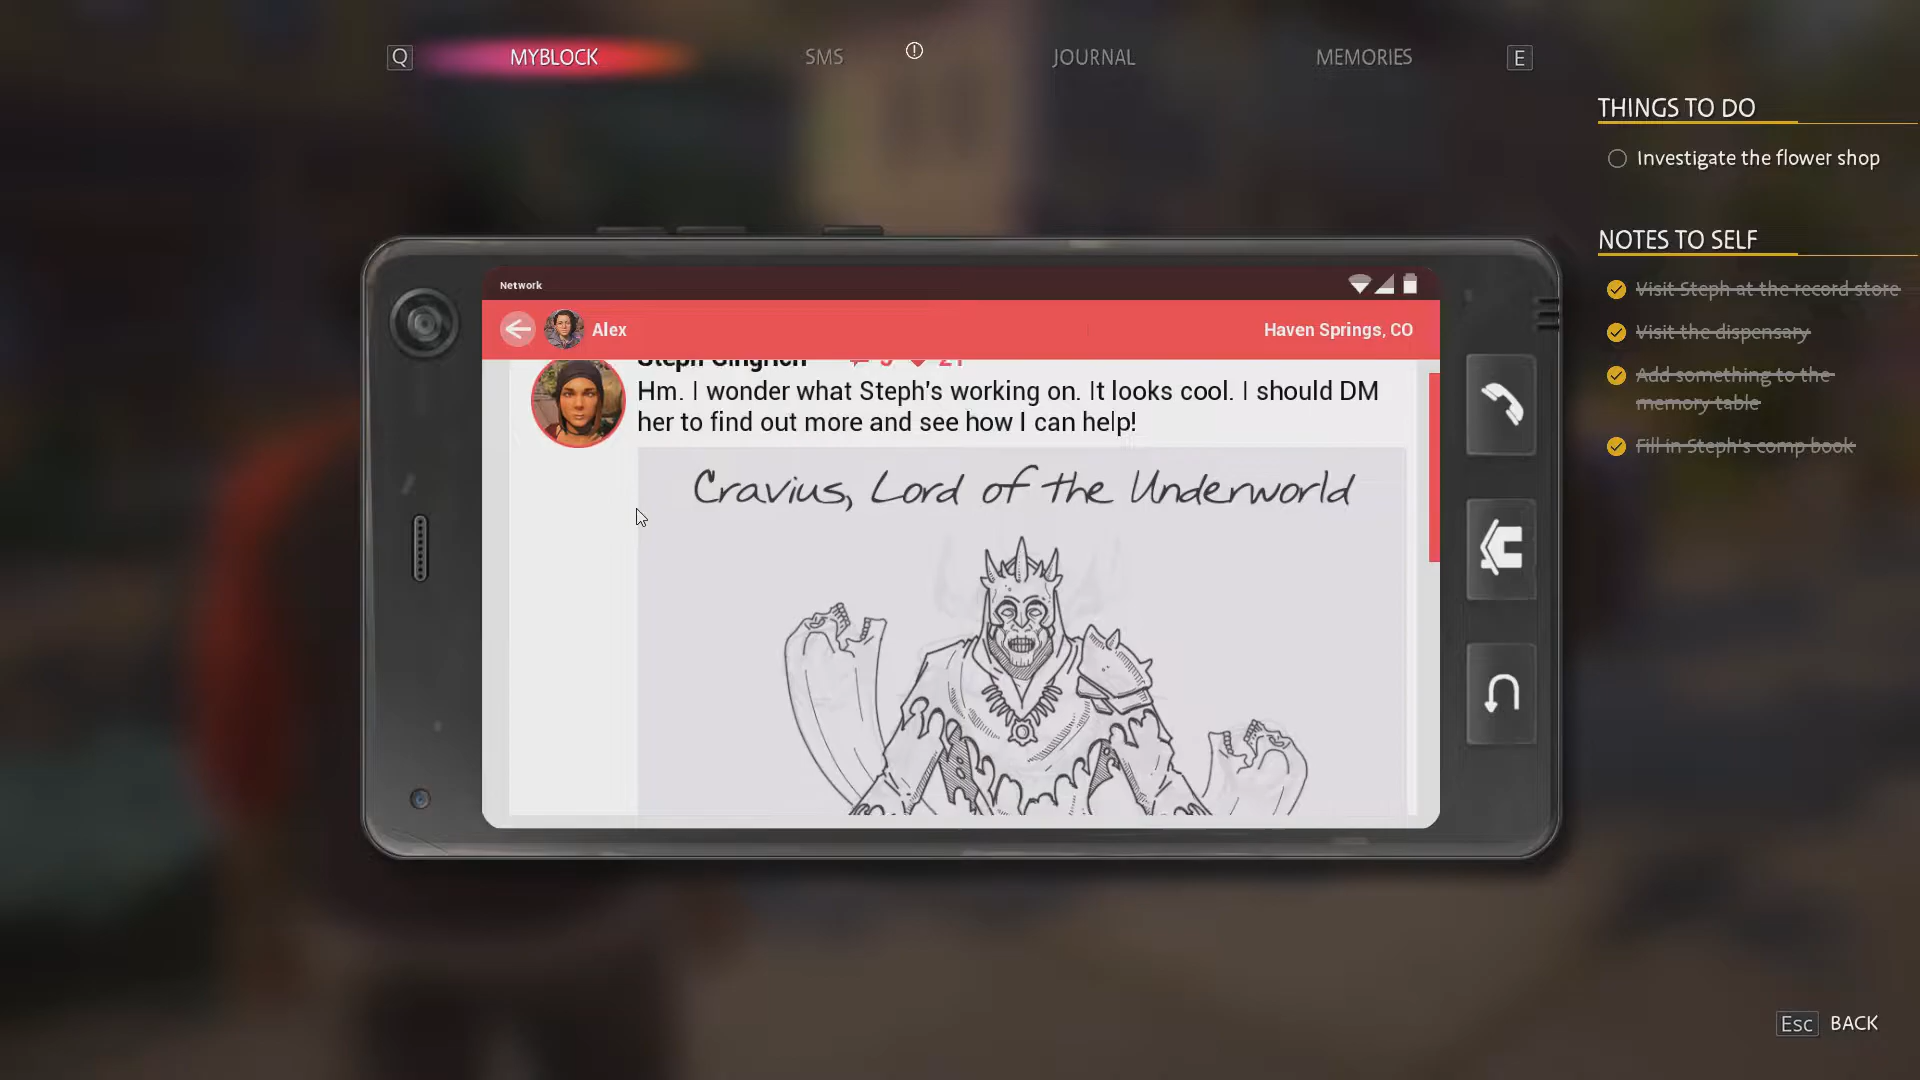 Q MYBLOCK SMS JOURNAL MEMORIES E
THINGS TO DO
Investigate the flower shop
NOTES TO SELF
Visit Steph at the record store
Visit the dispensary
Add something to the
memory table
Fill in Steph's comp book
Network
Alex
Haven Springs, CO
Steph Gingrich
Hm. I wonder what Steph's working on. It looks cool. I should DM
her to find out more and see how I can help!
Cravius, Lord of the Underworld
Esc BACK